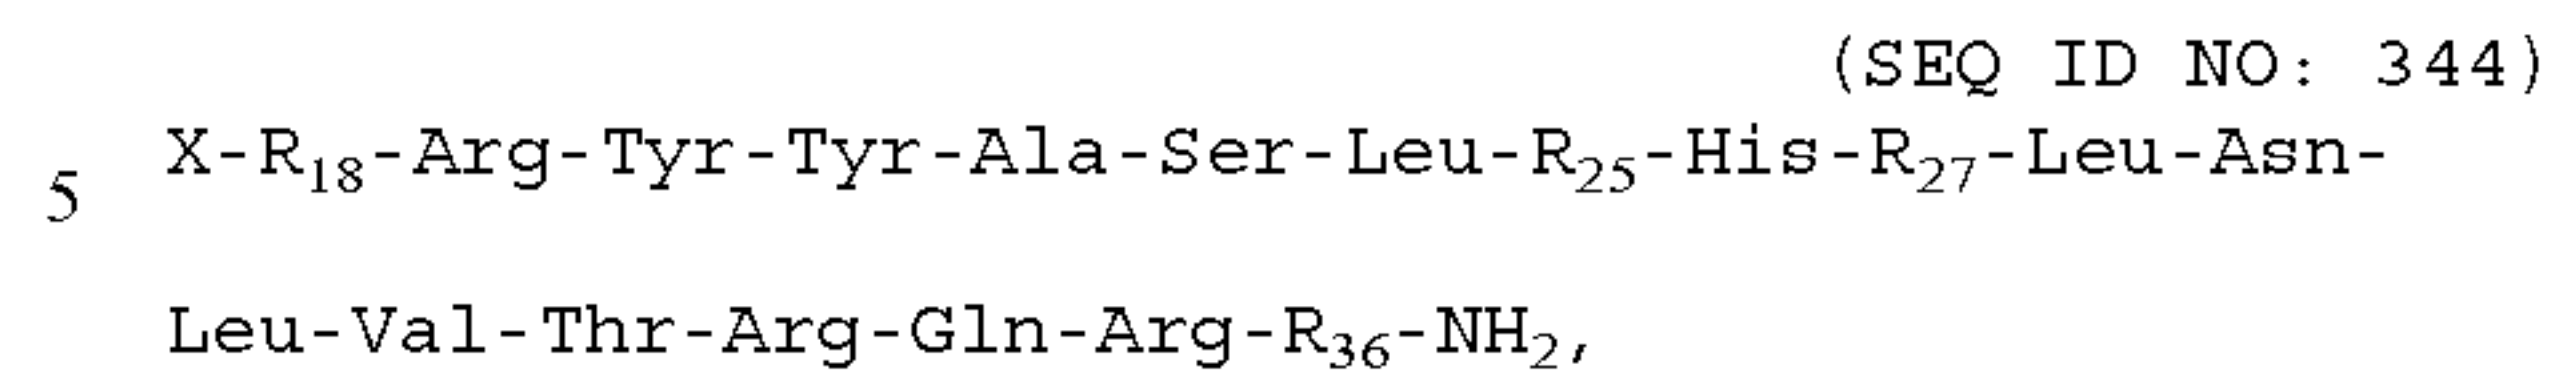 (SEQ ID NO: 344)
5 X-R₁₈-Arg-Tyr-Tyr-Ala-Ser-Leu-R₂₅-His-R₂₇-Leu-Asn-
Leu-Val-Thr-Arg-Gln-Arg-R₃₆-NH₂,